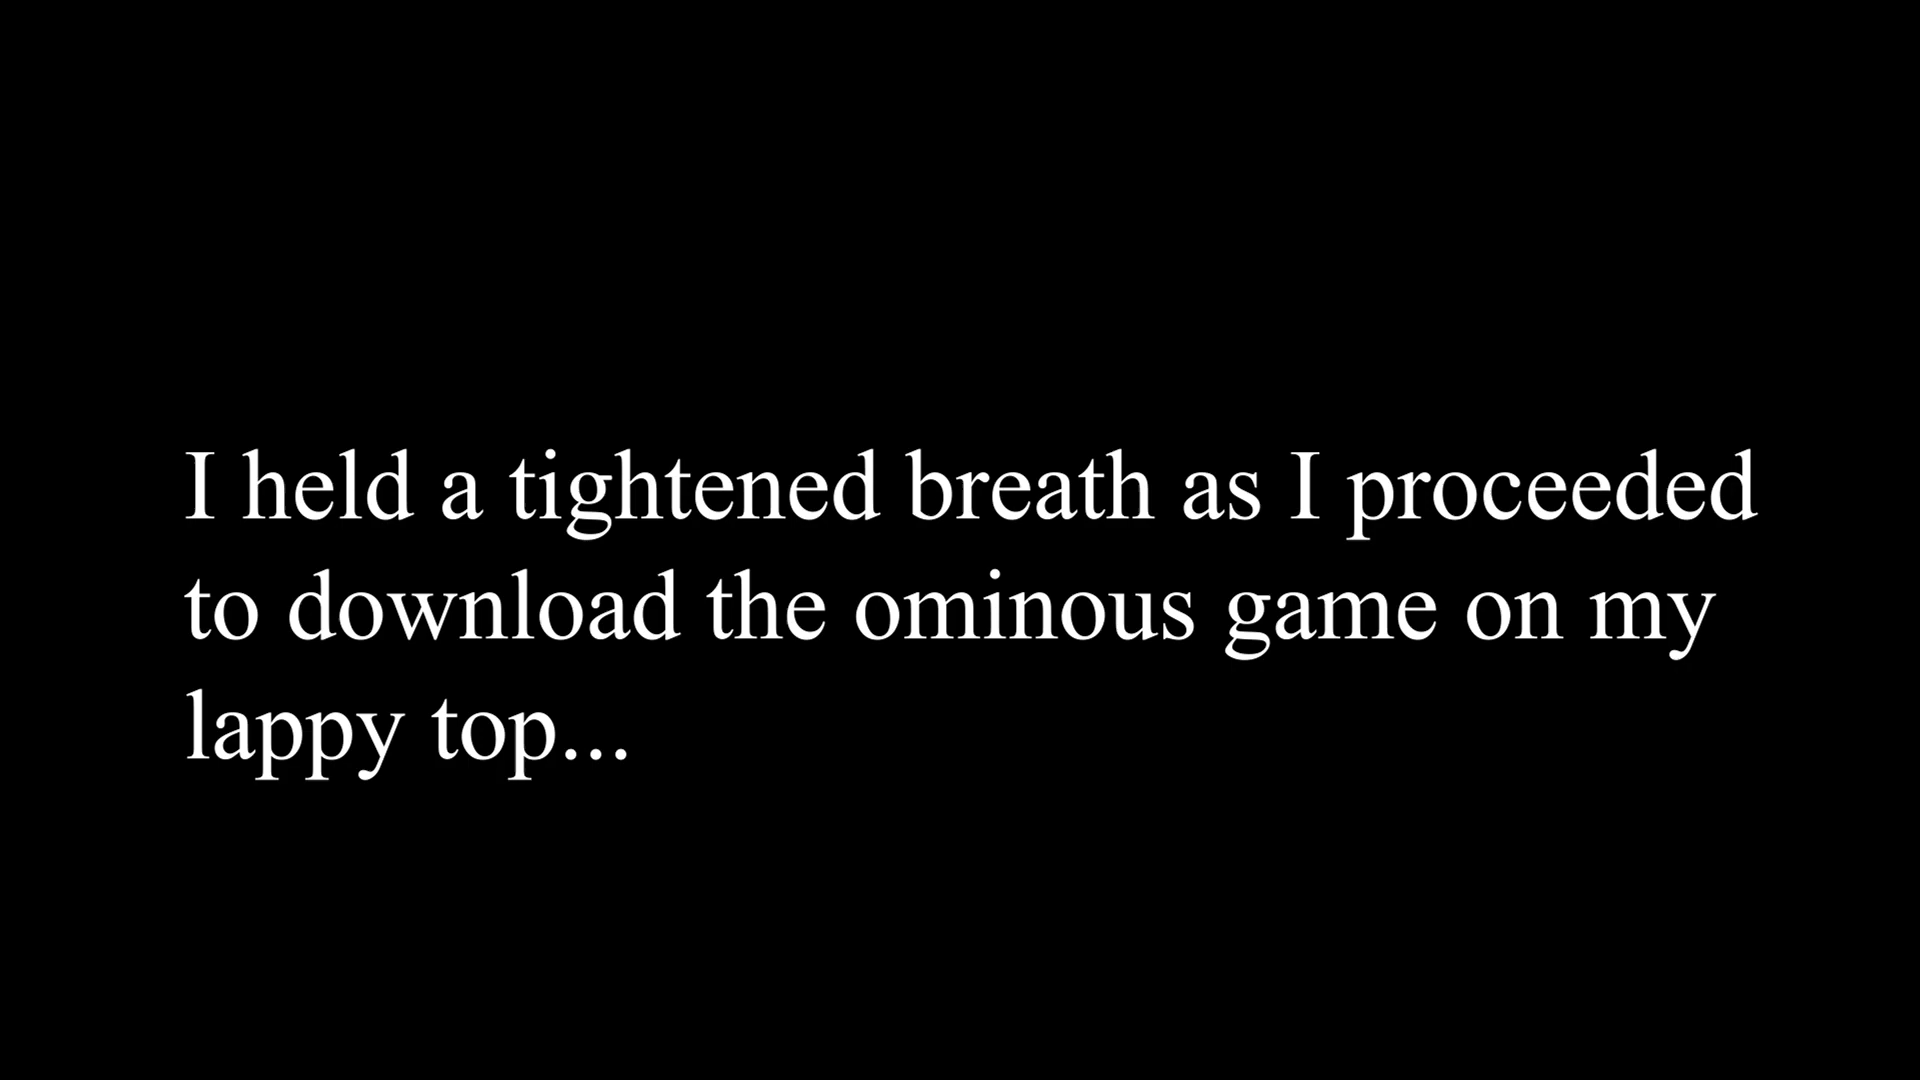 I held a tightened breath as I proceeded
to download the ominous game on my
lappy top...